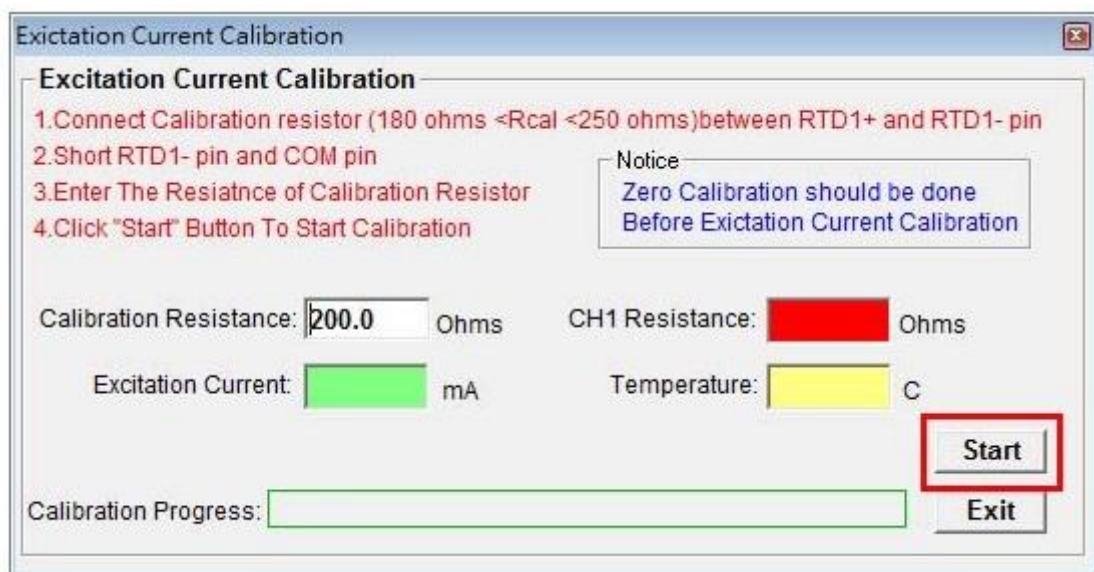 Exictation Current Calibration
Excitation Current Calibration
1.Connect Calibration resistor (180 ohms <Rcal <250 ohms)between RTD1+ and RTD1- pin
2.Short RTD1- pin and COM pin
3.Enter The Resiatnce of Calibration Resistor
4.Click "Start" Button To Start Calibration
Notice
Zero Calibration should be done
Before Exictation Current Calibration
Calibration Resistance: 200.0 Ohms
CH1 Resistance: Ohms
Excitation Current: mA
Temperature: C
Start
Calibration Progress:
Exit